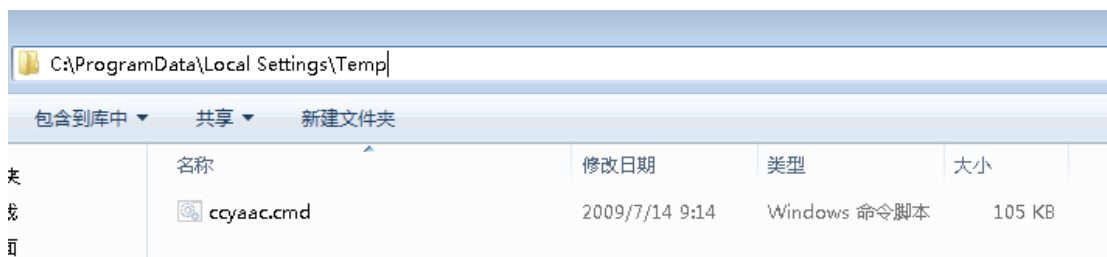 C:\ProgramData\Local Settings\Temp
包含到库中 共享 新建文件夹
名称 修改日期 类型 大小
夹
ccyaac.cmd 2009/7/14 9:14 Windows 命令脚本 105 KB
面